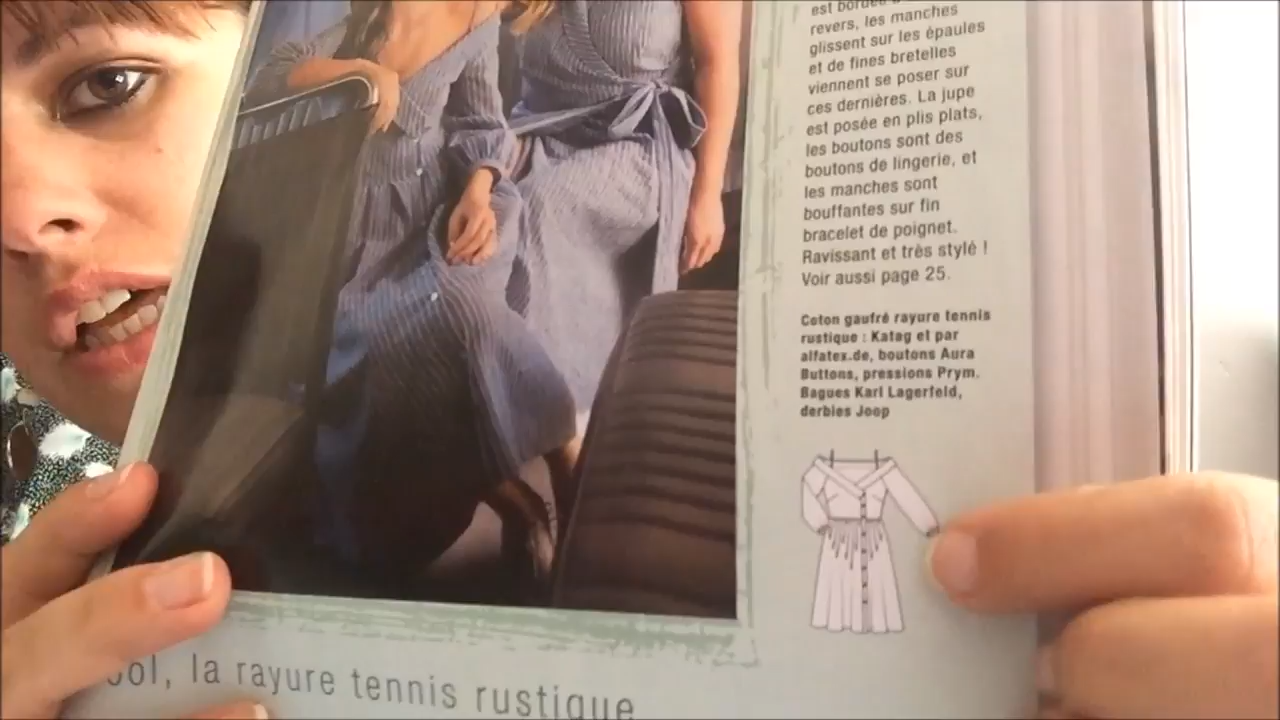 est bordée
revers, les manches
glissent sur les épaules
et de fines bretelles
viennent se poser sur
ces dernières. La jupe
est posée en plis plats,
les boutons sont des
boutons de lingerie, et
les manches sont
bouffantes sur fin
bracelet de poignet.
Ravissant et très stylé !
Voir aussi page 25.
Coton gaufré rayure tennis
rustique : Katag et par
alfatex.de, boutons Aura
Buttons, pressions Prym.
Bagues Karl Lagerfeld,
derbies Joop
la rayure tennis rustique